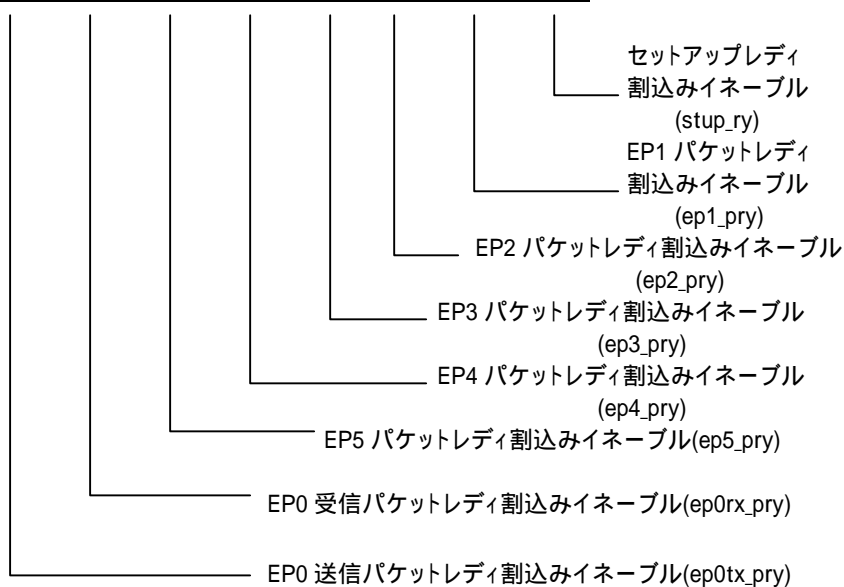 セットアップレディ
割込みイネーブル
(stup_ry)
EP1 パケットレディ
割込みイネーブル
(ep1_pry)
EP2 パケットレディ割込みイネーブル
(ep2_pry)
EP3 パケットレディ割込みイネーブル
(ep3_pry)
EP4 パケットレディ割込みイネーブル
(ep4_pry)
EP5 パケットレディ割込みイネーブル(ep5_pry)
EP0 受信パケットレディ割込みイネーブル(ep0rx_pry)
EP0 送信パケットレディ割込みイネーブル(ep0tx_pry)